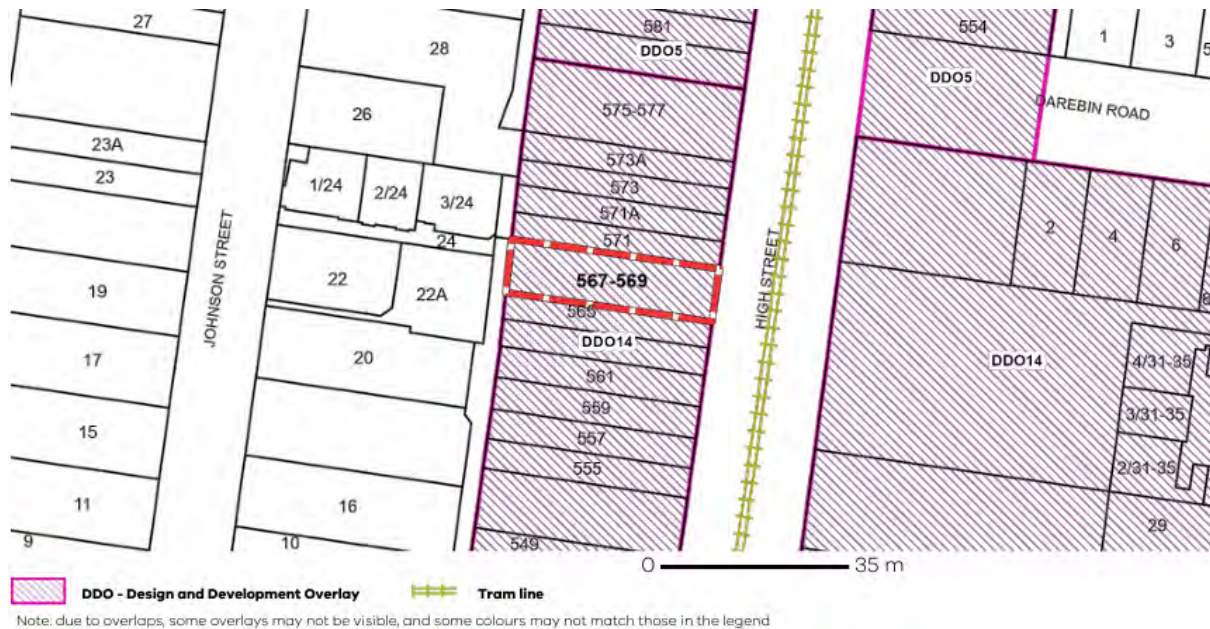 27
28
581
DDO5
554
1
3
5
DDO5
DAREBIN ROAD
575-577
26
23A
573A
23
1/24
2/24
3/24
573
571A
571
24
2
4
6
JOHNSON STREET
HIGH STREET
22
22A
567-569
19
565
8
DDO14
17
20
561
DDO14
4/31-35
559
3/31-35
15
557
555
2/31-35
11
16
29
9
10
549
0 35 m
DDO - Design and Development Overlay Tram line
Note: due to overlaps, some overlays may not be visible, and some colours may not match those in the legend